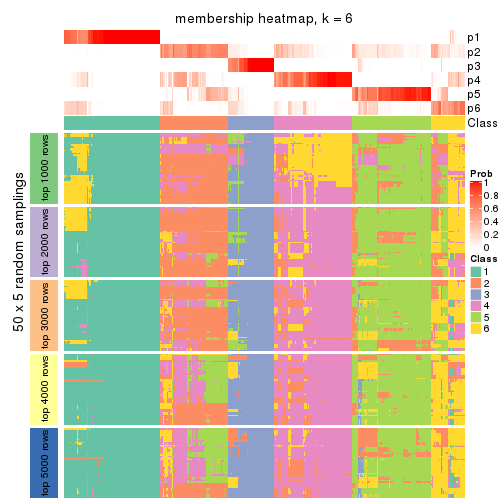 membership heatmap, k = 6
p1
p2
p3
p4
p5
p6
Class
50 x 5 random samplings
top 1000 rows
top 2000 rows
top 3000 rows
top 4000 rows
top 5000 rows
Prob
1
0.8
0.6
0.4
0.2
0
Class
1
2
3
4
5
6